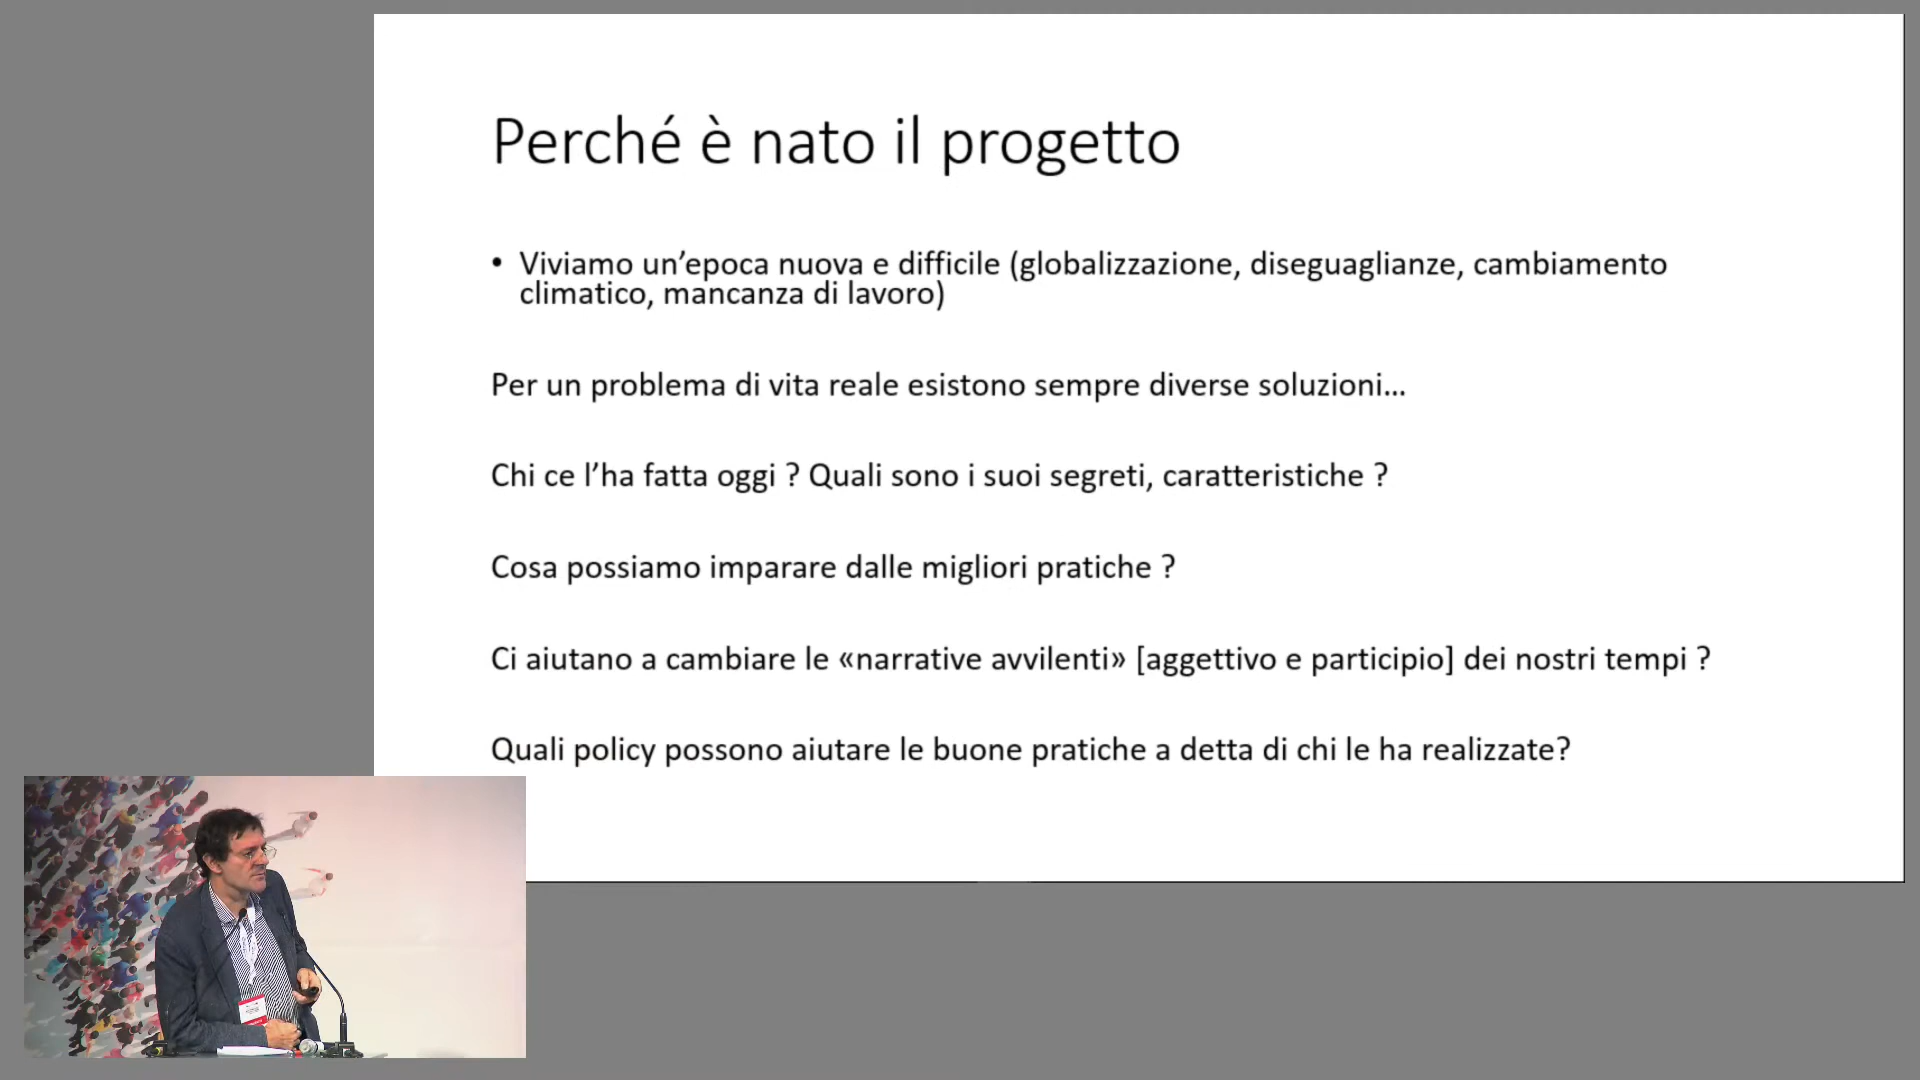 Perché è nato il progetto
• Viviamo un’epoca nuova e difficile (globalizzazione, diseguaglianze, cambiamento
climatico, mancanza di lavoro)
Per un problema di vita reale esistono sempre diverse soluzioni...
Chi ce l’ha fatta oggi ? Quali sono i suoi segreti, caratteristiche ?
Cosa possiamo imparare dalle migliori pratiche ?
Ci aiutano a cambiare le «narrative avvilenti» [aggettivo e participio] dei nostri tempi ?
Quali policy possono aiutare le buone pratiche a detta di chi le ha realizzate?